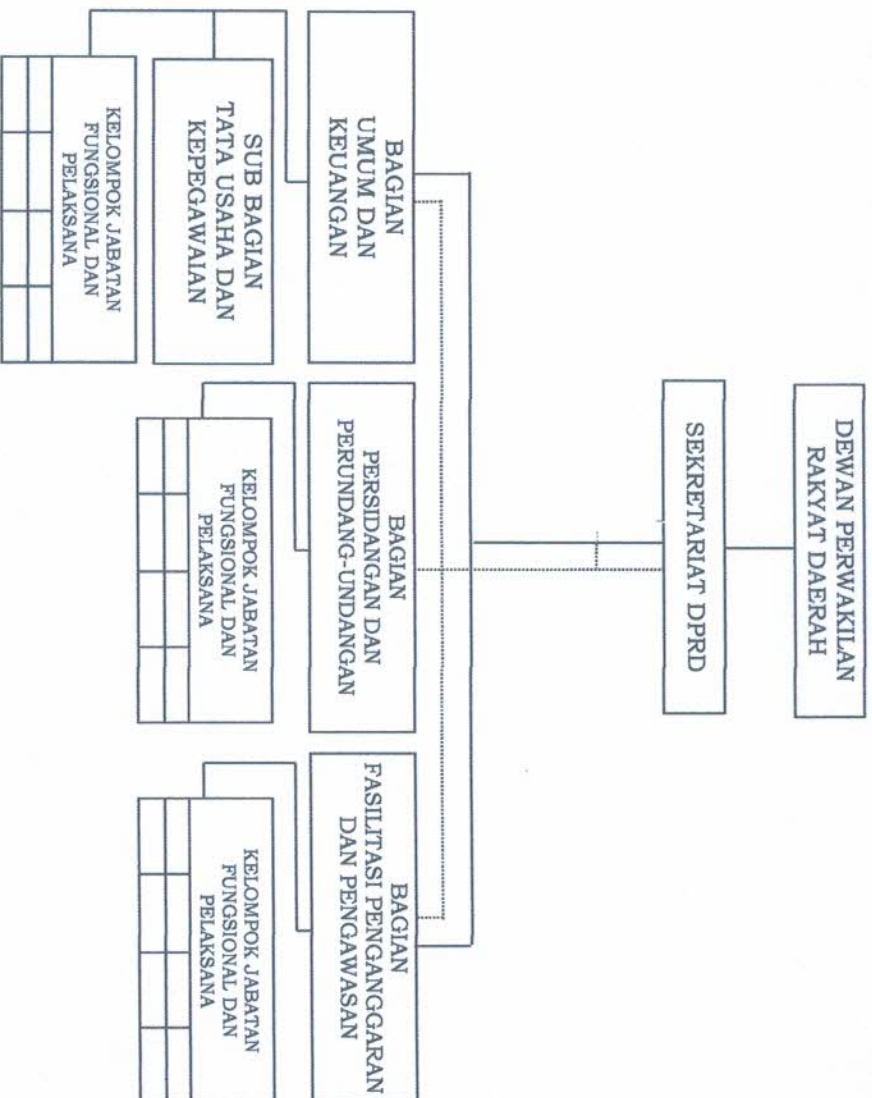 DEWAN PERWAKILAN
RAKYAT DAERAH
SEKRETARIAT DPRD
BAGIAN
UMUM DAN
KEUANGAN
BAGIAN
PERSIDANGAN DAN
PERUNDANG-UNDANGAN
BAGIAN
FASILITASI PENGANGGARAN
DAN PENGAWASAN
SUB BAGIAN
TATA USAHA DAN
KEPEGAWAIAN
KELOMPOK JABATAN
FUNGSIONAL DAN
PELAKSANA
KELOMPOK JABATAN
FUNGSIONAL DAN
PELAKSANA
KELOMPOK JABATAN
FUNGSIONAL DAN
PELAKSANA